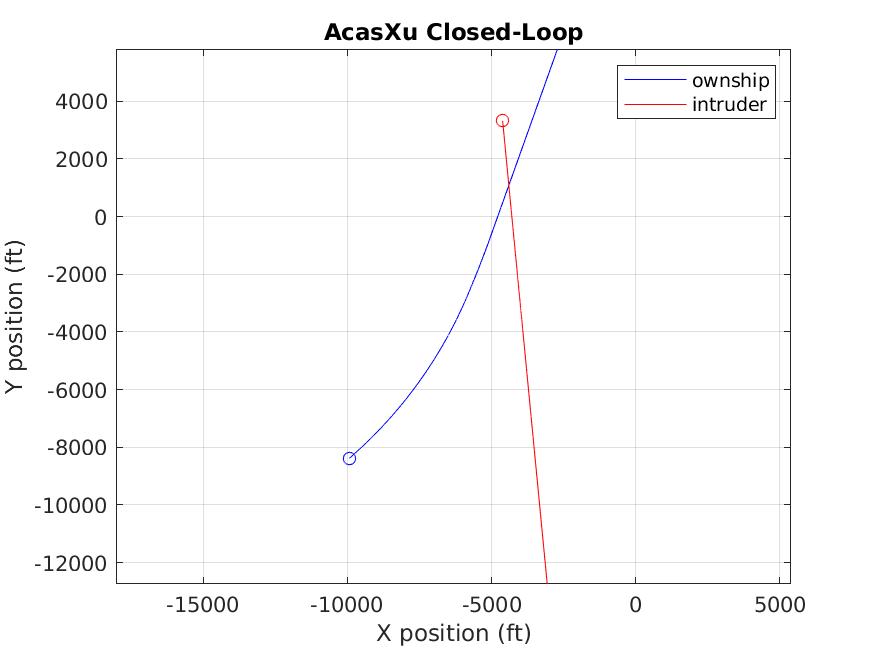 AcasXu Closed-Loop
ownship
intruder
4000
2000
0
-2000
-4000
-6000
-8000
-10000
-12000
Y position (ft)
-15000 -10000 -5000 0 5000
X position (ft)